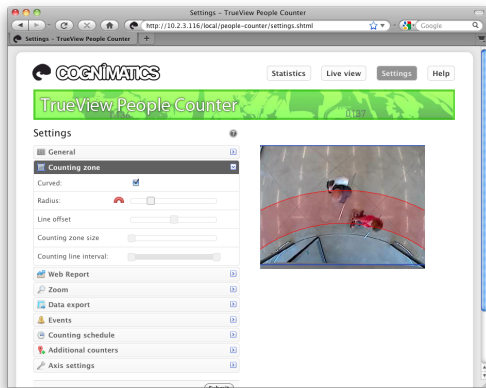 Settings – TrueView People Counter
http://10.2.3.116/local/people-counter/settings.shtml
Google
Settings – TrueView People Counter
COGNIMATICS
Statistics
Live view
Settings
Help
TrueView People Counter
0137
Settings
General
Counting zone
Curved:
Radius:
Line offset
Counting zone size
Counting line interval:
Web Report
Zoom
Data export
Events
Counting schedule
Additional counters
Axis settings
Submit